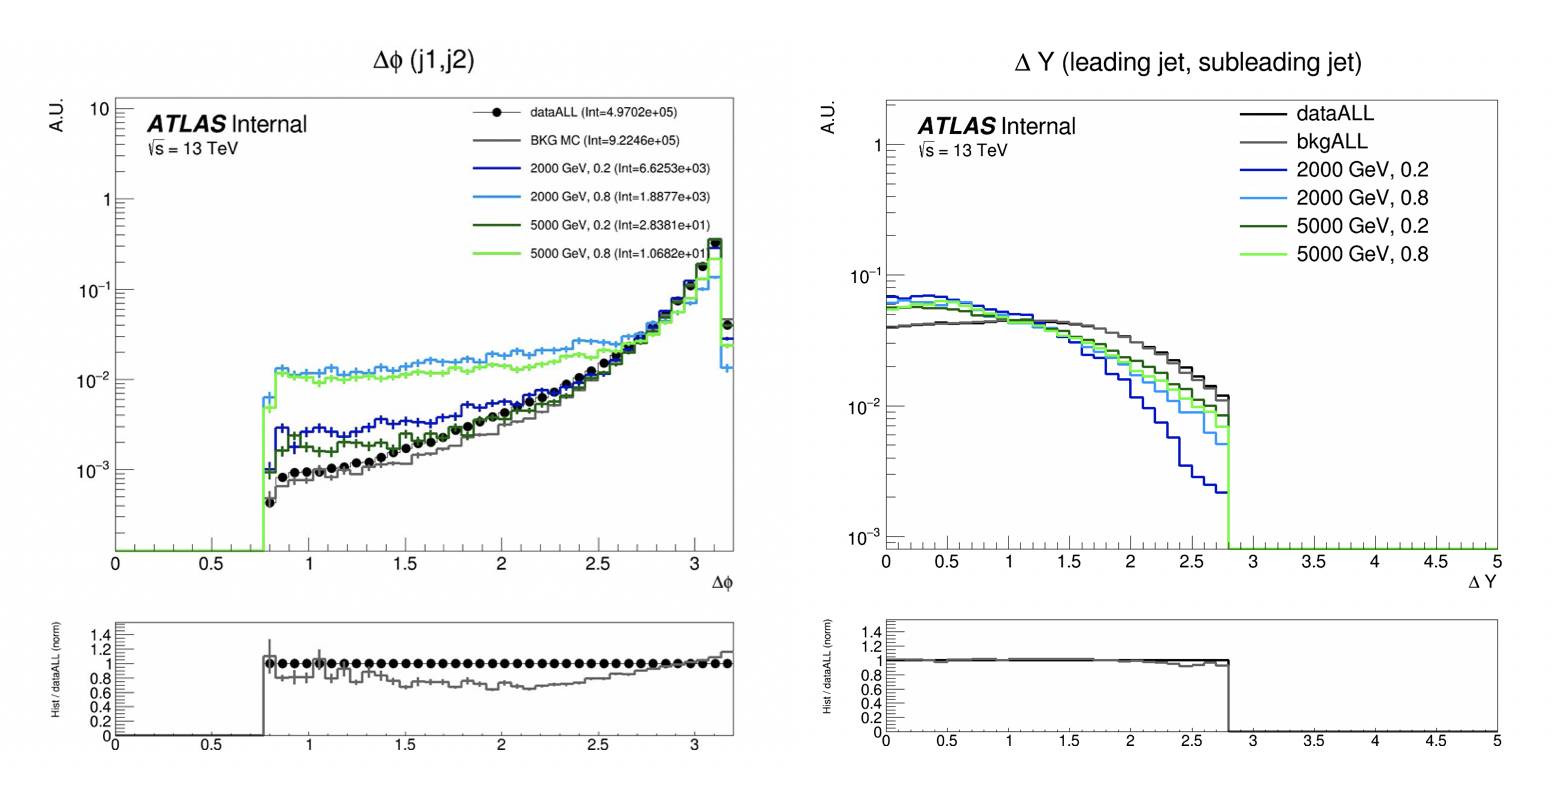 Δϕ (j1,j2)
A.U.
10
1
10⁻¹
10⁻²
10⁻³
ATLAS Internal
√s = 13 TeV
dataALL (Int=4.9702e+05)
BKG MC (Int=9.2246e+05)
2000 GeV, 0.2 (Int=6.6253e+03)
2000 GeV, 0.8 (Int=1.8877e+03)
5000 GeV, 0.2 (Int=2.8381e+01)
5000 GeV, 0.8 (Int=1.0682e+01)
0 0.5 1 1.5 2 2.5 3
Δϕ
Hist / dataALL (norm)
1.4
1.2
1
0.8
0.6
0.4
0.2
0
0 0.5 1 1.5 2 2.5 3
Δ Y (leading jet, subleading jet)
A.U.
1
10⁻¹
10⁻²
10⁻³
ATLAS Internal
√s = 13 TeV
dataALL
bkgALL
2000 GeV, 0.2
2000 GeV, 0.8
5000 GeV, 0.2
5000 GeV, 0.8
0 0.5 1 1.5 2 2.5 3 3.5 4 4.5 5
Δ Y
Hist / dataALL (norm)
1.4
1.2
1
0.8
0.6
0.4
0.2
0
0 0.5 1 1.5 2 2.5 3 3.5 4 4.5 5